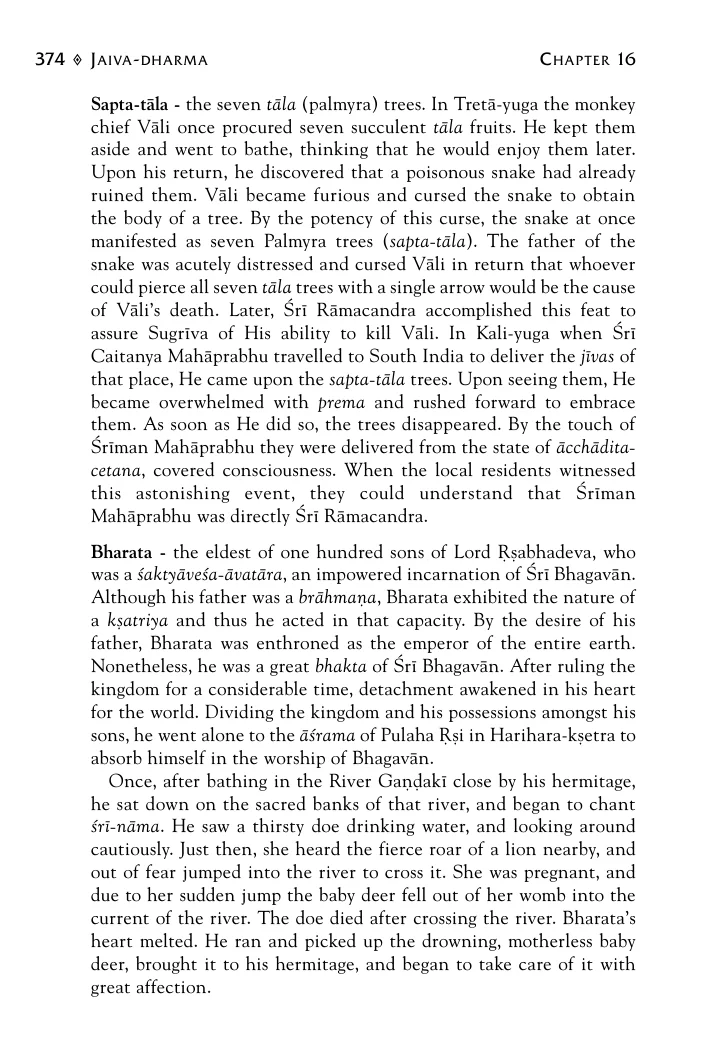 374 ◊ JAIVA-DHARMA CHAPTER 16
Sapta-tāla - the seven tāla (palmyra) trees. In Tretā-yuga the monkey
chief Vāli once procured seven succulent tāla fruits. He kept them
aside and went to bathe, thinking that he would enjoy them later.
Upon his return, he discovered that a poisonous snake had already
ruined them. Vāli became furious and cursed the snake to obtain
the body of a tree. By the potency of this curse, the snake at once
manifested as seven Palmyra trees (sapta-tāla). The father of the
snake was acutely distressed and cursed Vāli in return that whoever
could pierce all seven tāla trees with a single arrow would be the cause
of Vāli's death. Later, Śrī Rāmacandra accomplished this feat to
assure Sugrīva of His ability to kill Vāli. In Kali-yuga when Śrī
Caitanya Mahāprabhu travelled to South India to deliver the jīvas of
that place, He came upon the sapta-tāla trees. Upon seeing them, He
became overwhelmed with prema and rushed forward to embrace
them. As soon as He did so, the trees disappeared. By the touch of
Śrīman Mahāprabhu they were delivered from the state of ācchādita-
cetana, covered consciousness. When the local residents witnessed
this astonishing event, they could understand that Śrīman
Mahāprabhu was directly Śrī Rāmacandra.
Bharata - the eldest of one hundred sons of Lord Ṛṣabhadeva, who
was a śaktyāveśa-āvatāra, an impowered incarnation of Śrī Bhagavān.
Although his father was a brāhmaṇa, Bharata exhibited the nature of
a kṣatriya and thus he acted in that capacity. By the desire of his
father, Bharata was enthroned as the emperor of the entire earth.
Nonetheless, he was a great bhakta of Śrī Bhagavān. After ruling the
kingdom for a considerable time, detachment awakened in his heart
for the world. Dividing the kingdom and his possessions amongst his
sons, he went alone to the āśrama of Pulaha Ṛṣi in Harihara-kṣetra to
absorb himself in the worship of Bhagavān.
Once, after bathing in the River Gaṇḍakī close by his hermitage,
he sat down on the sacred banks of that river, and began to chant
śrī-nāma. He saw a thirsty doe drinking water, and looking around
cautiously. Just then, she heard the fierce roar of a lion nearby, and
out of fear jumped into the river to cross it. She was pregnant, and
due to her sudden jump the baby deer fell out of her womb into the
current of the river. The doe died after crossing the river. Bharata's
heart melted. He ran and picked up the drowning, motherless baby
deer, brought it to his hermitage, and began to take care of it with
great affection.